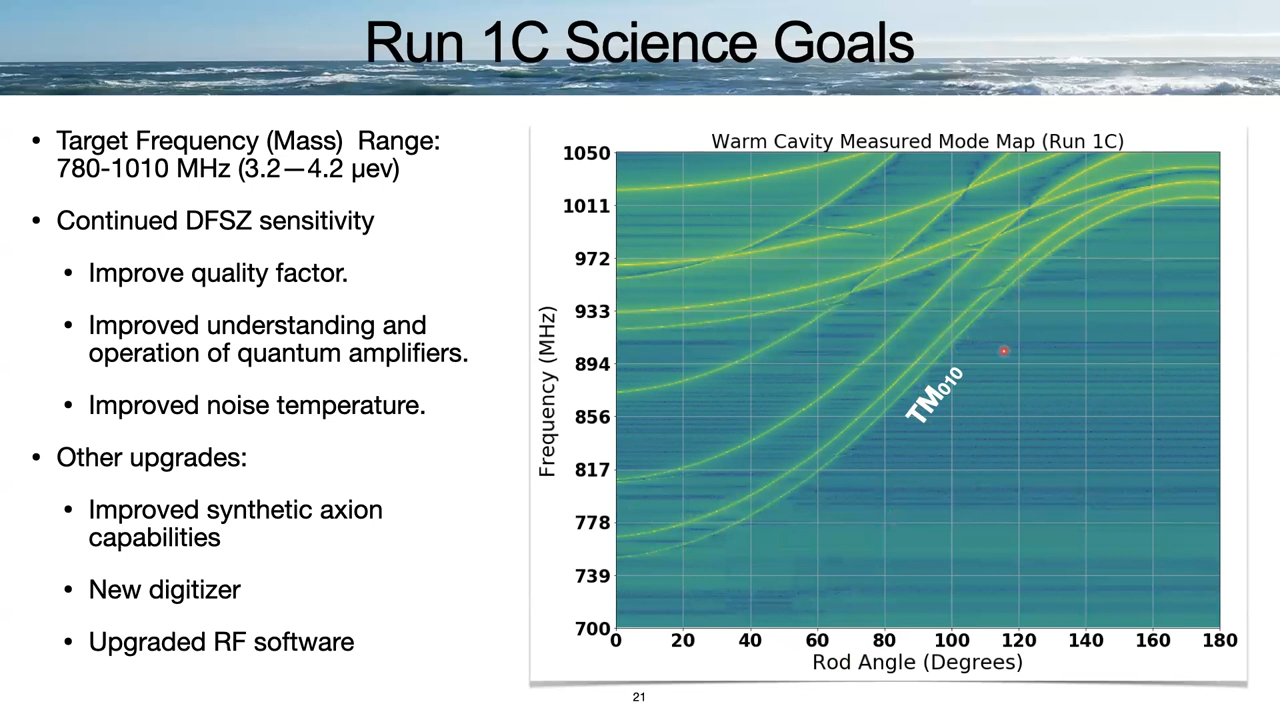 Run 1C Science Goals
• Target Frequency (Mass)  Range:
780-1010 MHz (3.2—4.2 µev)
• Continued DFSZ sensitivity
• Improve quality factor.
• Improved understanding and
operation of quantum amplifiers.
• Improved noise temperature.
• Other upgrades:
• Improved synthetic axion
capabilities
• New digitizer
• Upgraded RF software
Warm Cavity Measured Mode Map (Run 1C)
Frequency (MHz)
1050
1011
972
933
894
856
817
778
739
700
TM010
0 20 40 60 80 100 120 140 160 180
Rod Angle (Degrees)
21